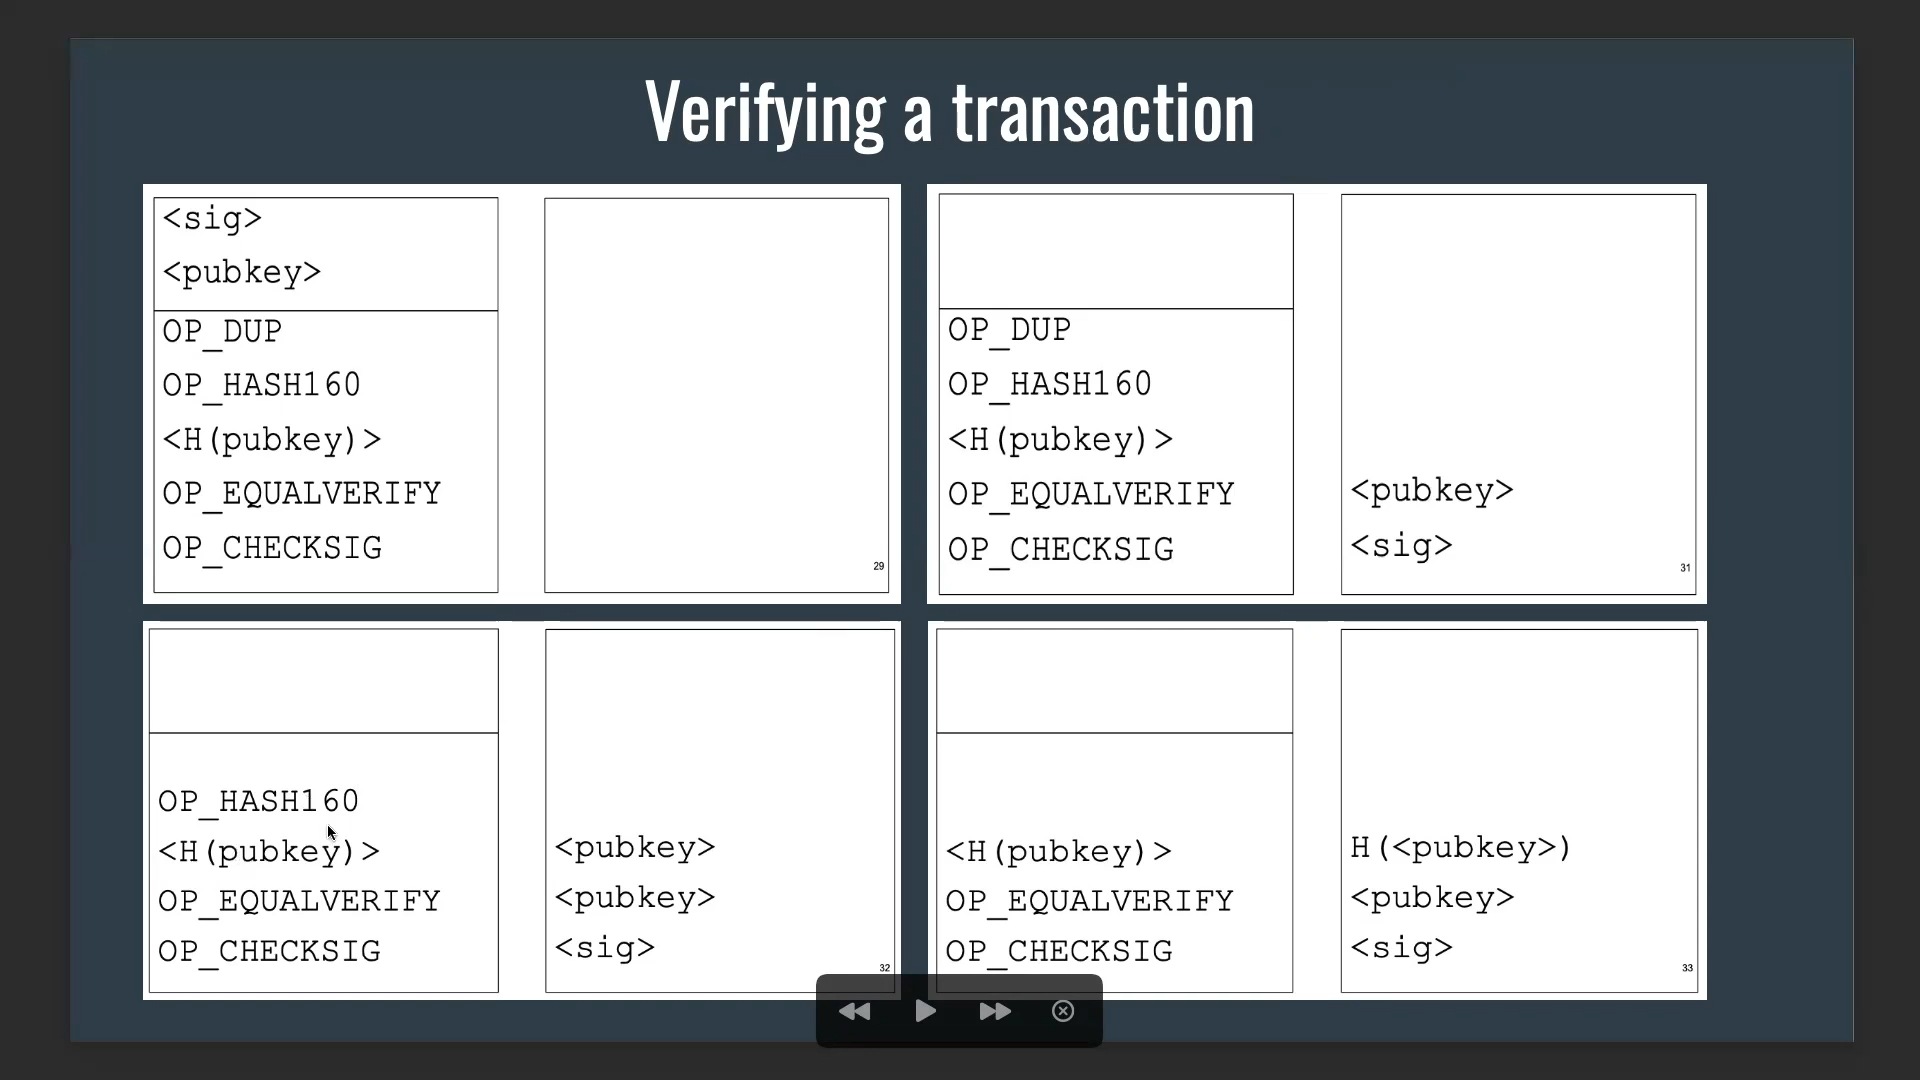 Verifying a transaction
<sig>
<pubkey>
OP_DUP
OP_HASH160
<H(pubkey)>
OP_EQUALVERIFY
OP_CHECKSIG
29
OP_DUP
OP_HASH160
<H(pubkey)>
OP_EQUALVERIFY
OP_CHECKSIG
<pubkey>
<sig>
31
OP_HASH160
<H(pubkey)>
OP_EQUALVERIFY
OP_CHECKSIG
<pubkey>
<pubkey>
<sig>
32
<H(pubkey)>
OP_EQUALVERIFY
OP_CHECKSIG
H(<pubkey>)
<pubkey>
<sig>
33